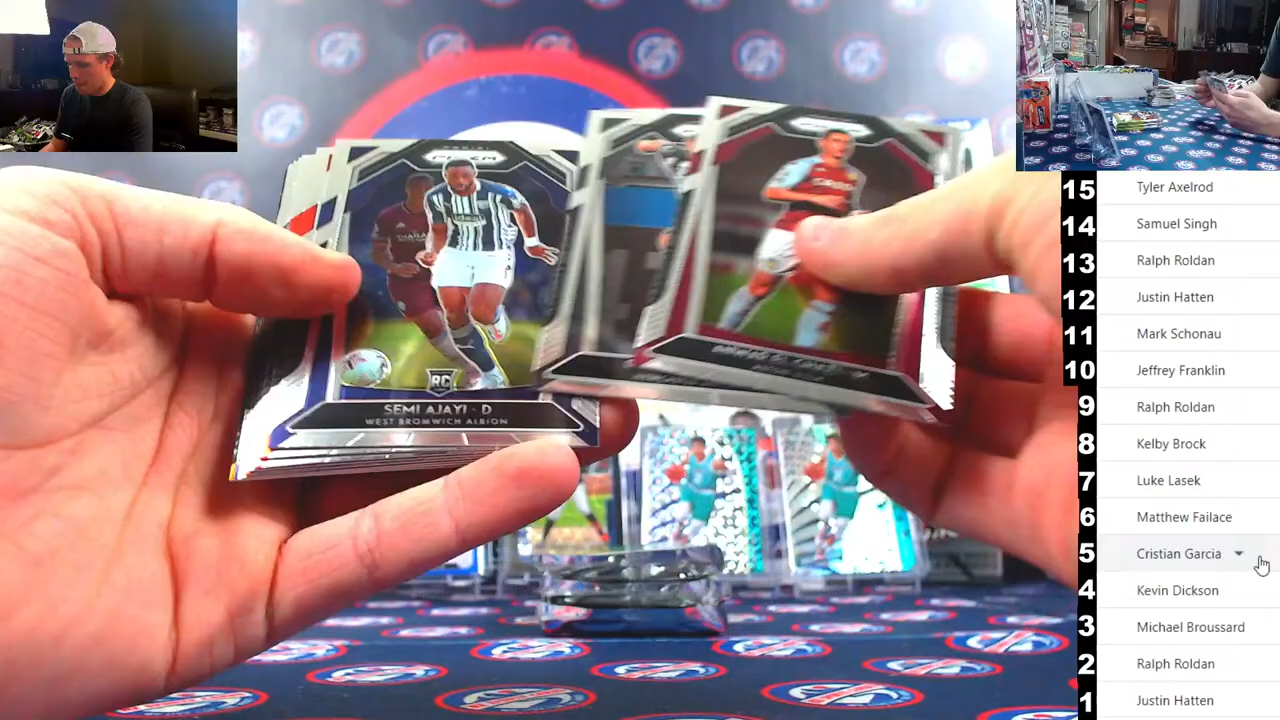 PANINI
PRIZM
ideal
RC
SEMI AJAYI - D
WEST BROMWICH ALBION
15 Tyler Axelrod
14 Samuel Singh
13 Ralph Roldan
12 Justin Hatten
11 Mark Schonau
10 Jeffrey Franklin
9 Ralph Roldan
8 Kelby Brock
7 Luke Lasek
6 Matthew Failace
5 Cristian Garcia
4 Kevin Dickson
3 Michael Broussard
2 Ralph Roldan
1 Justin Hatten